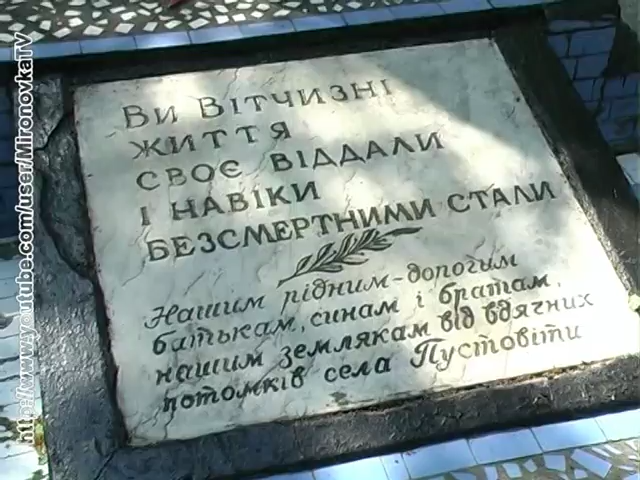 Ви Вітчизні
життя
своє віддали
і навіки
безсмертними стали
Нашим рідним-допогим
батькам, синам і братам,
нашим землякам від вдячних
потомків села Пустовіти
http://www.youtube.com/user/MironovkaTV